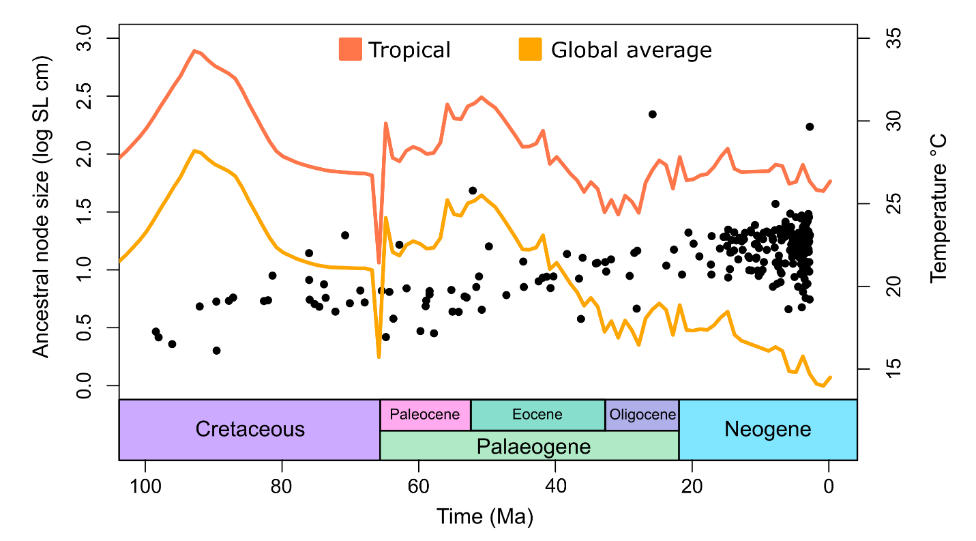 Tropical
Global average
Ancestral node size (log SL cm)
3.0
2.5
2.0
1.5
1.0
0.5
0.0
35
30
25
20
15
Temperature °C
Paleocene
Eocene
Oligocene
Cretaceous
Palaeogene
Neogene
100
80
60
40
20
0
Time (Ma)